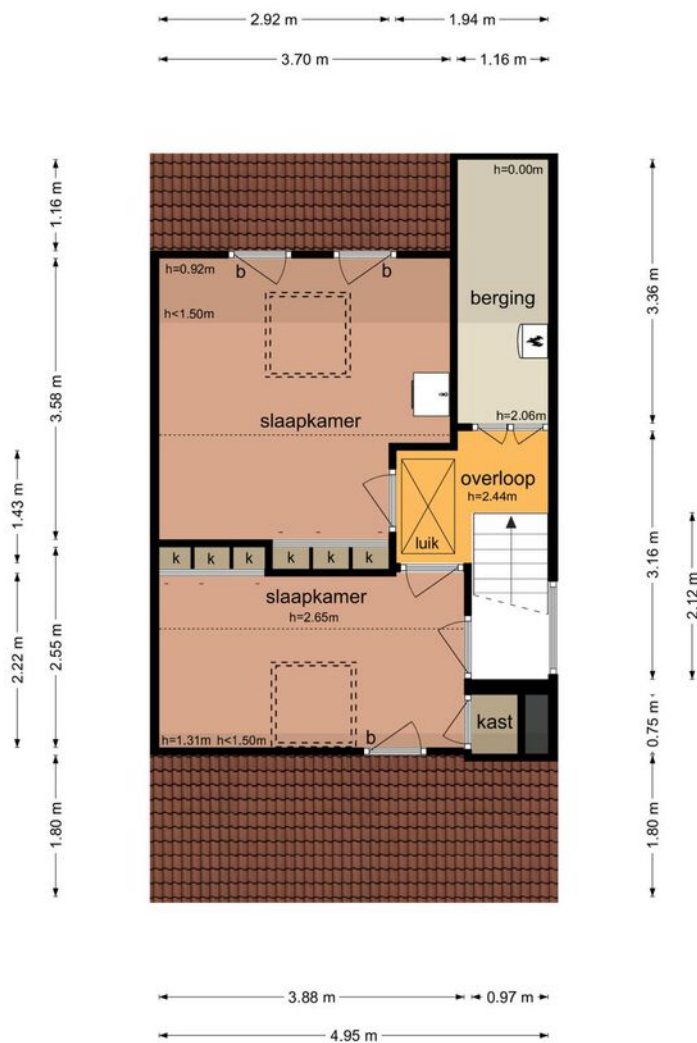 2.92 m
1.94 m
3.70 m
1.16 m
1.16 m
3.58 m
1.43 m
2.55 m
2.22 m
1.80 m
h=0.00m
b
b
h=0.92m
h<1.50m
berging
h=2.06m
slaapkamer
overloop
h=2.44m
luik
k
k
k
k
k
k
slaapkamer
h=2.65m
kast
h=1.31m h<1.50m
b
3.36 m
3.16 m
2.12 m
0.75 m
1.80 m
3.88 m
0.97 m
4.95 m